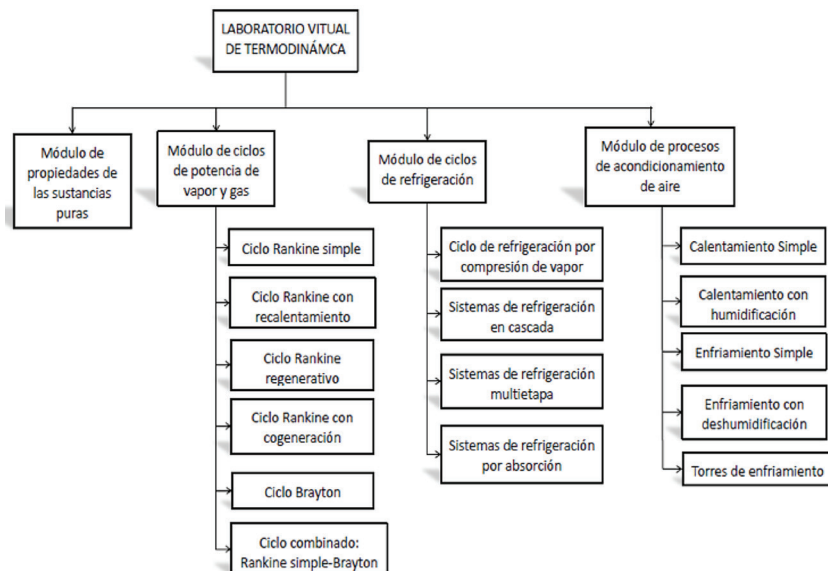 LABORATORIO VITUAL
DE TERMODINÁMCA
Módulo de
propiedades de
las sustancias
puras
Módulo de ciclos
de potencia de
vapor y gas
Ciclo Rankine simple
Ciclo Rankine con
recalentamiento
Ciclo Rankine
regenerativo
Ciclo Rankine con
cogeneración
Ciclo Brayton
Ciclo combinado:
Rankine simple-Brayton
Módulo de ciclos
de refrigeración
Ciclo de refrigeración por
compresión de vapor
Sistemas de refrigeración
en cascada
Sistemas de refrigeración
multietapa
Sistemas de refrigeración
por absorción
Módulo de procesos
de acondicionamiento
de aire
Calentamiento Simple
Calentamiento con
humidificación
Enfriamiento Simple
Enfriamiento con
deshumidificación
Torres de enfriamiento